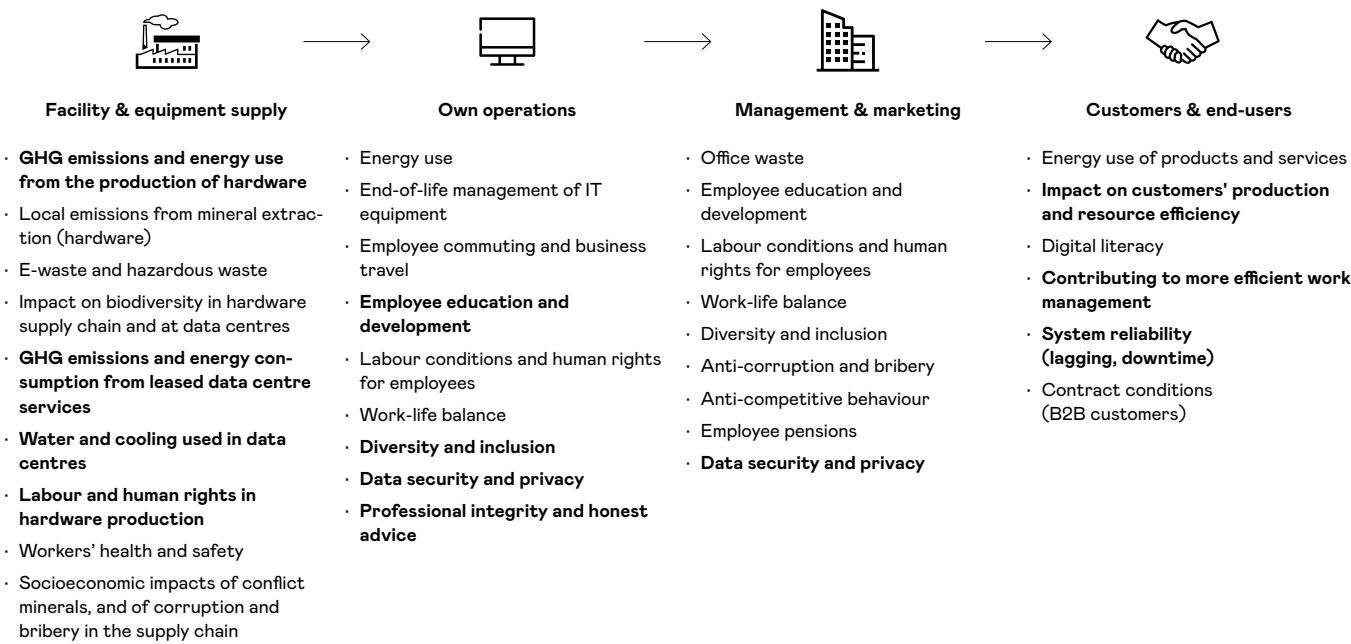 Facility & equipment supply
· GHG emissions and energy use
from the production of hardware
· Local emissions from mineral extrac-
tion (hardware)
· E-waste and hazardous waste
· Impact on biodiversity in hardware
supply chain and at data centres
· GHG emissions and energy con-
sumption from leased data centre
services
· Water and cooling used in data
centres
· Labour and human rights in
hardware production
· Workers’ health and safety
· Socioeconomic impacts of conflict
minerals, and of corruption and
bribery in the supply chain
Own operations
· Energy use
· End-of-life management of IT
equipment
· Employee commuting and business
travel
· Employee education and
development
· Labour conditions and human rights
for employees
· Work-life balance
· Diversity and inclusion
· Data security and privacy
· Professional integrity and honest
advice
Management & marketing
· Office waste
· Employee education and
development
· Labour conditions and human
rights for employees
· Work-life balance
· Diversity and inclusion
· Anti-corruption and bribery
· Anti-competitive behaviour
· Employee pensions
· Data security and privacy
Customers & end-users
· Energy use of products and services
· Impact on customers' production
and resource efficiency
· Digital literacy
· Contributing to more efficient work
management
· System reliability
(lagging, downtime)
· Contract conditions
(B2B customers)